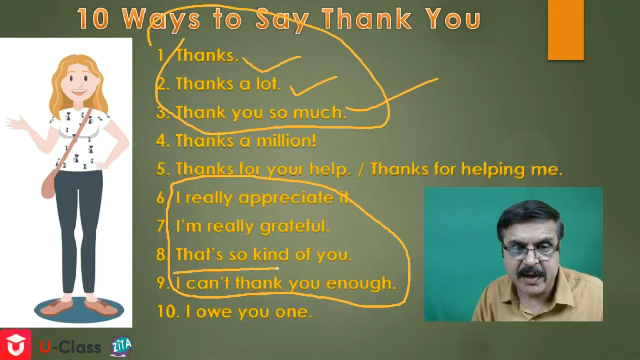 10 Ways to Say Thank You
1. Thanks.
2. Thanks a lot.
3. Thank you so much.
4. Thanks a million!
5. Thanks for your help. / Thanks for helping me.
6. I really appreciate it.
7. I'm really grateful.
8. That's so kind of you.
9. I can't thank you enough.
10. I owe you one.
U-Class ZiTA